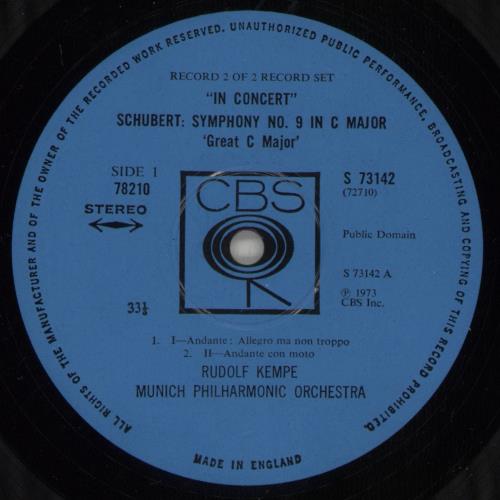 ALL RIGHTS OF THE MANUFACTURER AND OF THE OWNER OF THE RECORDED WORK RESERVED. UNAUTHORIZED PUBLIC PERFORMANCE, BROADCASTING AND COPYING OF THIS RECORD PROHIBITED.
RECORD 2 OF 2 RECORD SET
"IN CONCERT"
SCHUBERT: SYMPHONY NO. 9 IN C MAJOR
'Great C Major'
SIDE 1
78210
STEREO
S 73142
(72710)
CBS
Public Domain
S 73142 A
Ⓟ 1973
CBS Inc.
33⅓
1. I—Andante: Allegro ma non troppo
2. II—Andante con moto
RUDOLF KEMPE
MUNICH PHILHARMONIC ORCHESTRA
MADE IN ENGLAND